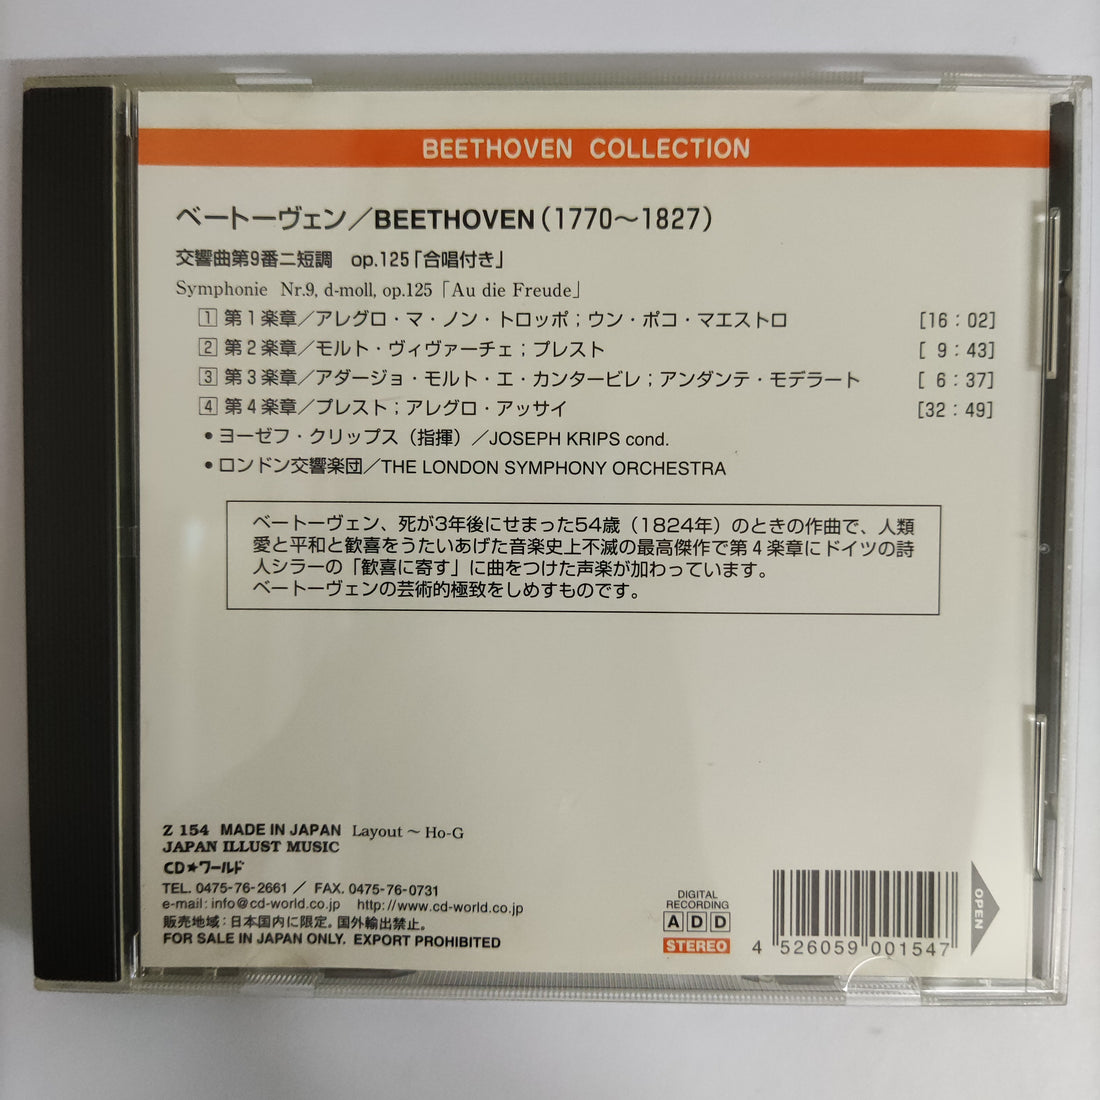 BEETHOVEN COLLECTION
ベートーヴェン／BEETHOVEN（1770～1827）
交響曲第9番ニ短調 op.125「合唱付き」
Symphonie Nr.9, d-moll, op.125「Au die Freude」
1 第1楽章／アレグロ・マ・ノン・トロッポ；ウン・ポコ・マエストロ [16：02]
2 第2楽章／モルト・ヴィヴァーチェ；プレスト [ 9：43]
3 第3楽章／アダージョ・モルト・エ・カンタービレ；アンダンテ・モデラート [ 6：37]
4 第4楽章／プレスト；アレグロ・アッサイ [32：49]
• ヨーゼフ・クリップス（指揮）／JOSEPH KRIPS cond.
• ロンドン交響楽団／THE LONDON SYMPHONY ORCHESTRA
ベートーヴェン、死が3年後にせまった54歳（1824年）のときの作曲で、人類
愛と平和と歓喜をうたいあげた音楽史上不滅の最高傑作で第4楽章にドイツの詩
人シラーの「歓喜に寄す」に曲をつけた声楽が加わっています。
ベートーヴェンの芸術的極致をしめすものです。
Z 154 MADE IN JAPAN Layout～Ho-G
JAPAN ILLUST MUSIC
CD★ワールド
TEL. 0475-76-2661 ／ FAX. 0475-76-0731
e-mail: info@cd-world.co.jp http://www.cd-world.co.jp
販売地域：日本国内に限定。国外輸出禁止。
FOR SALE IN JAPAN ONLY. EXPORT PROHIBITED
DIGITAL
RECORDING
A D D
STEREO
4 526059 001547
OPEN